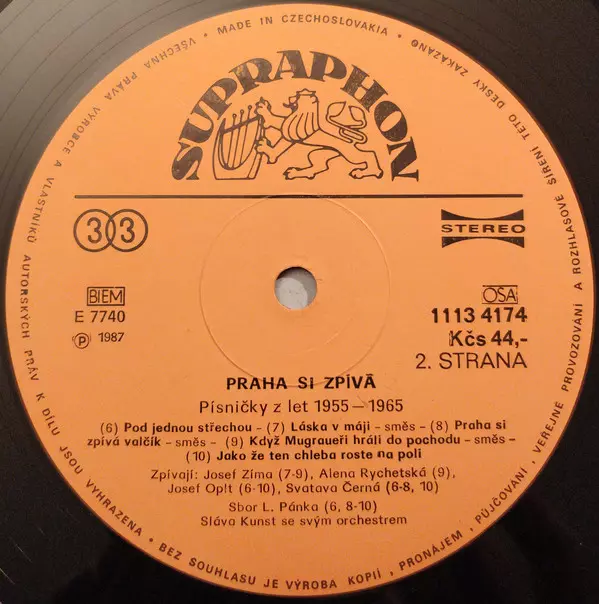 MADE IN CZECHOSLOVAKIA • VŠECHNA PRÁVA VÝROBCE A VLASTNÍKŮ AUTORSKÝCH PRÁV K DÍLU JSOU VYHRAZENA • BEZ SOUHLASU JE VÝROBA KOPIÍ, PRONÁJEM, PŮJČOVÁNÍ, VEŘEJNÉ PROVOZOVÁNÍ A ROZHLASOVÉ ŠÍŘENÍ TÉTO DESKY ZAKÁZÁNO •
SUPRAPHON
33
STEREO
BIEM
OSA
E 7740
1113 4174
Ⓟ 1987
Kčs 44,-
2. STRANA
PRAHA SI ZPÍVÁ
Písničky z let 1955 — 1965
(6) Pod jednou střechou - (7) Láska v máji - směs - (8) Praha si
zpívá valčík - směs - (9) Když Mugraueři hráli do pochodu - směs -
(10) Jako že ten chleba roste na poli
Zpívají: Josef Zíma (7-9), Alena Rychetská (9),
Josef Oplt (6-10), Svatava Černá (6-8, 10)
Sbor L. Pánka (6, 8-10)
Sláva Kunst se svým orchestrem